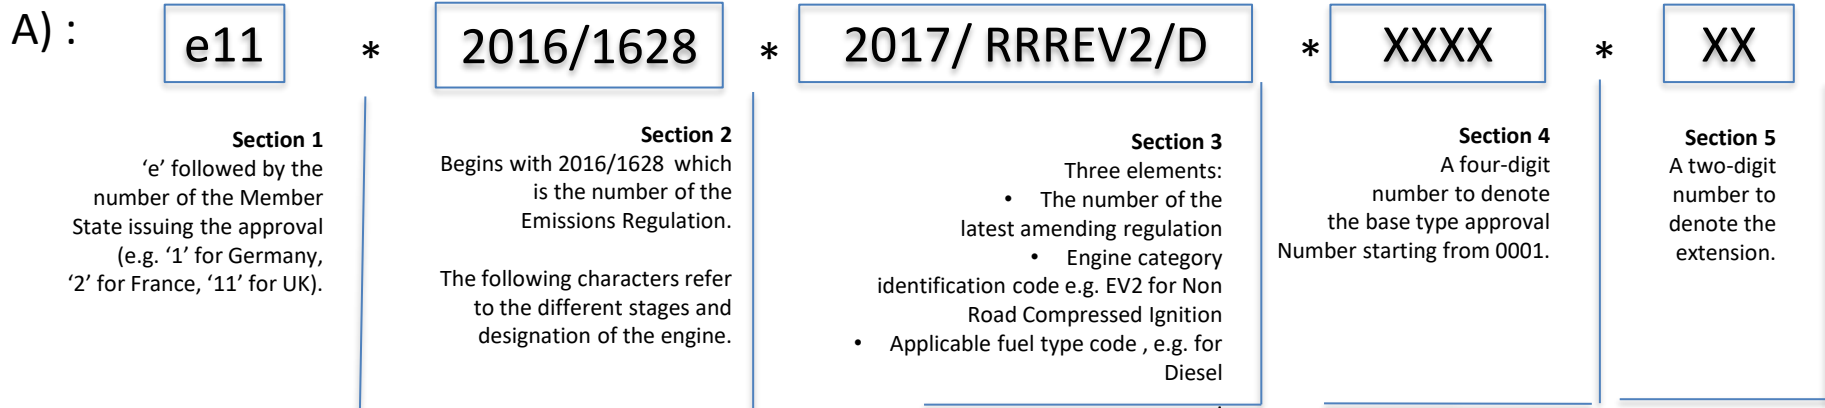 A) :
e11 * 2016/1628 * 2017/ RRREV2/D * XXXX * XX
Section 1
‘e’ followed by the
number of the Member
State issuing the approval
(e.g. ‘1’ for Germany,
‘2’ for France, ‘11’ for UK).
Section 2
Begins with 2016/1628 which
is the number of the
Emissions Regulation.
The following characters refer
to the different stages and
designation of the engine.
Section 3
Three elements:
• The number of the
latest amending regulation
• Engine category
identification code e.g. EV2 for Non
Road Compressed Ignition
• Applicable fuel type code , e.g. for
Diesel
Section 4
A four-digit
number to denote
the base type approval
Number starting from 0001.
Section 5
A two-digit
number to
denote the
extension.